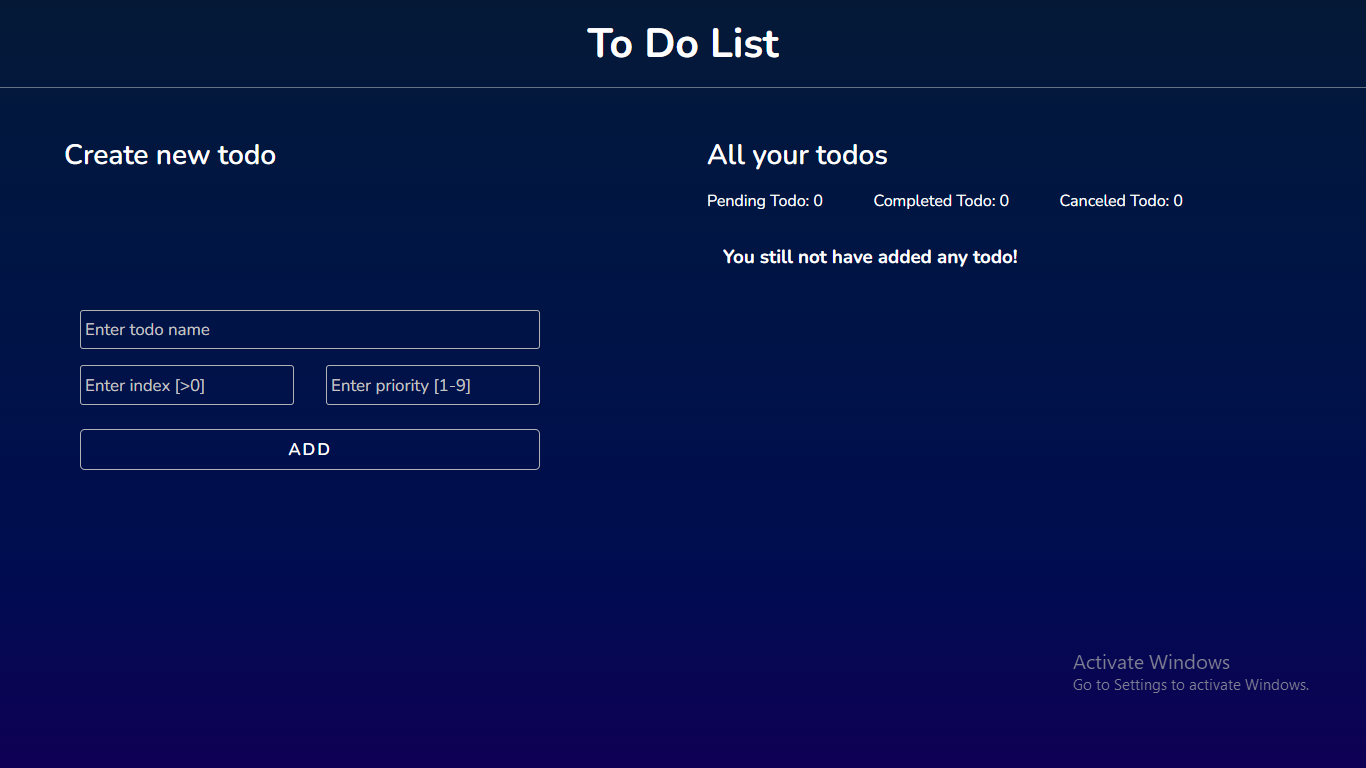 To Do List
Create new todo
Enter todo name
Enter index [>0]
Enter priority [1-9]
ADD
All your todos
Pending Todo: 0
Completed Todo: 0
Canceled Todo: 0
You still not have added any todo!
Activate Windows
Go to Settings to activate Windows.